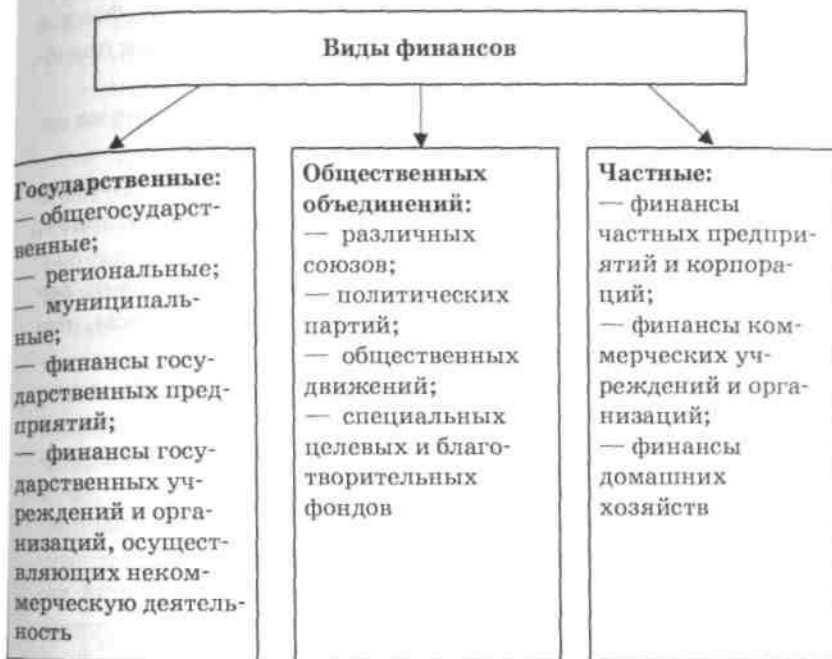 Виды финансов
Государственные:
— общегосударст-
венные;
— региональные;
— муниципаль-
ные;
— финансы госу-
дарственных пред-
приятий;
— финансы госу-
дарственных уч-
реждений и орга-
низаций, осущест-
вляющих неком-
мерческую деятель-
ность
Общественных
объединений:
— различных
союзов;
— политических
партий;
— общественных
движений;
— специальных
целевых и благо-
творительных
фондов
Частные:
— финансы
частных предпри-
ятий и корпора-
ций;
— финансы ком-
мерческих уч-
реждений и орга-
низаций;
— финансы
домашних
хозяйств